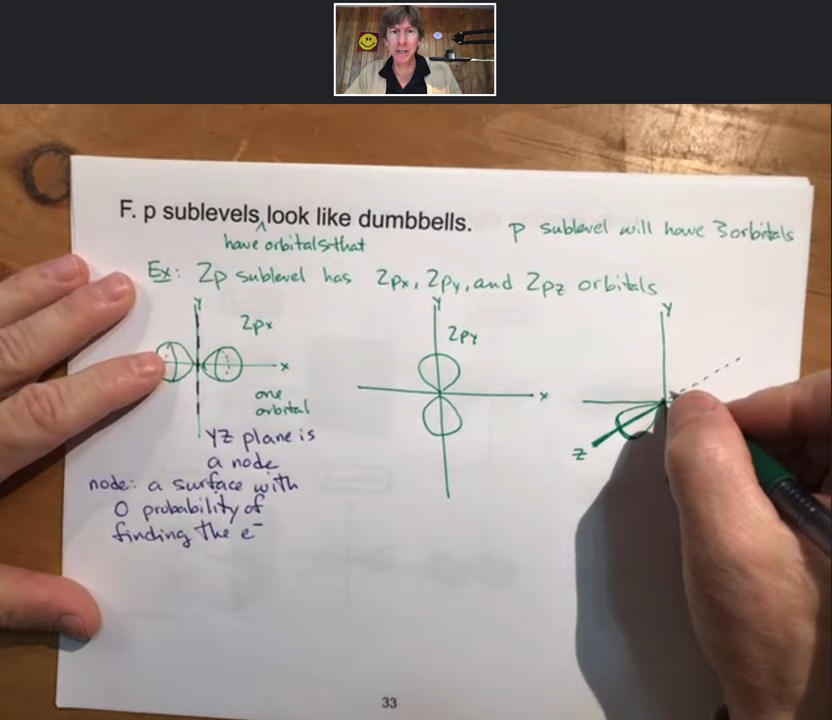 F. p sublevels ^ look like dumbbells.
have orbitals that
p sublevel will have 3 orbitals
Ex: 2p sublevel has 2px, 2py, and 2pz orbitals
Y
2px
x
one
orbital
YZ plane is
a node
node: a surface with
0 probability of
finding the e⁻
Y
2py
x
Y
Z
33